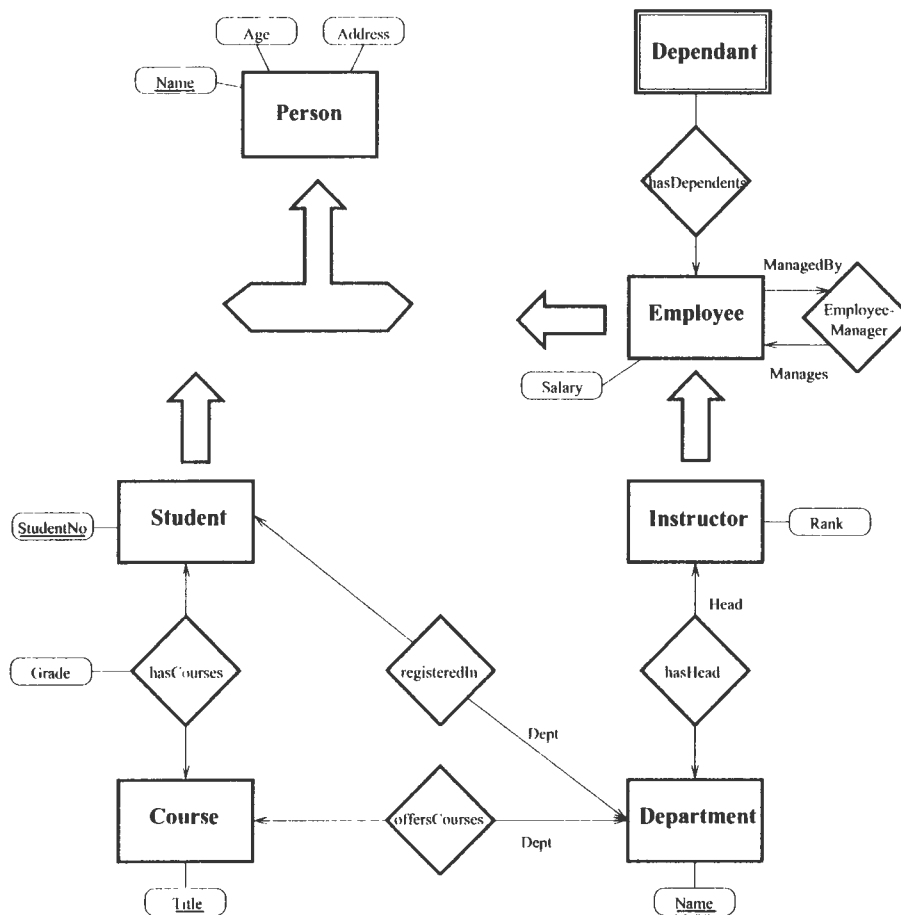 Age
Address
Name
Person
Dependant
hasDependents
ManagedBy
Employee
Employee-
Manager
Manages
Salary
Student
StudentNo
Instructor
Rank
Head
Grade
hasCourses
registeredIn
hasHead
Dept
Course
offersCourses
Dept
Department
Title
Name